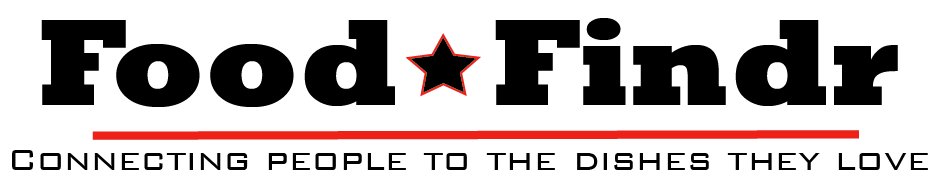 Food Findr
Connecting people to the dishes they love